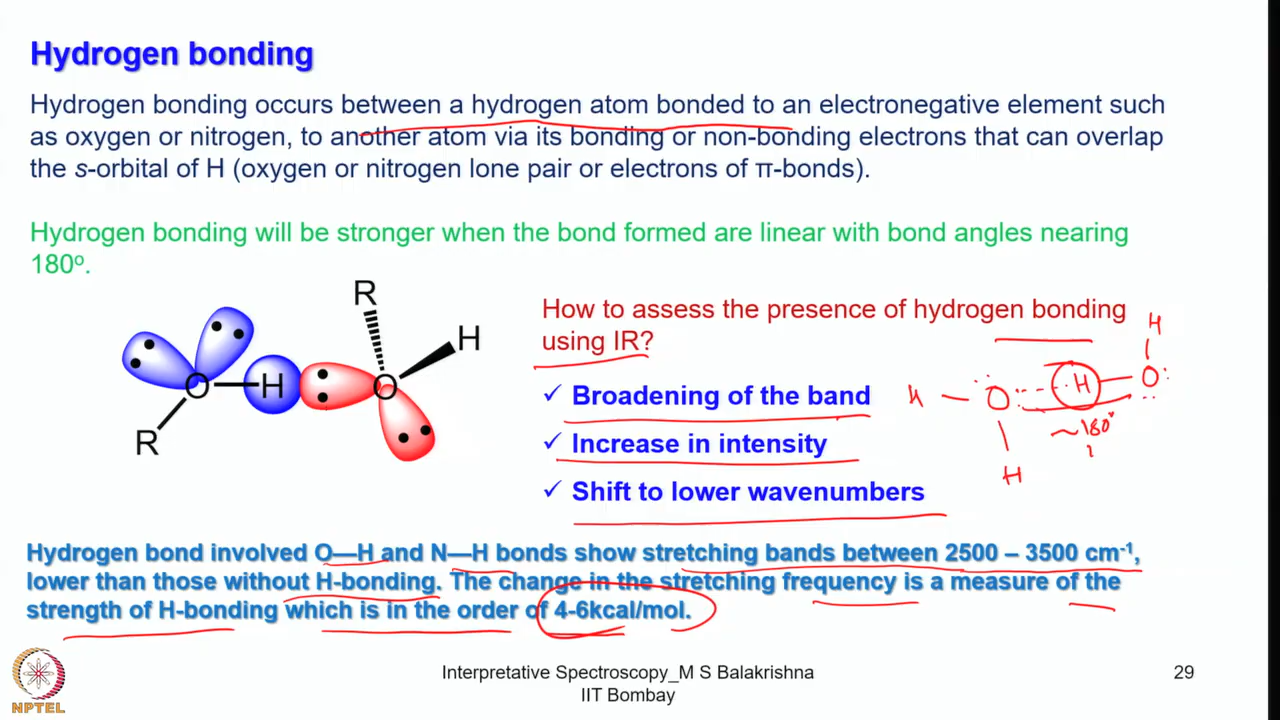 Hydrogen bonding
Hydrogen bonding occurs between a hydrogen atom bonded to an electronegative element such
as oxygen or nitrogen, to another atom via its bonding or non-bonding electrons that can overlap
the s-orbital of H (oxygen or nitrogen lone pair or electrons of π-bonds).
Hydrogen bonding will be stronger when the bond formed are linear with bond angles nearing
180º.
R
H
O H O
R
How to assess the presence of hydrogen bonding
using IR?
✓ Broadening of the band
✓ Increase in intensity
✓ Shift to lower wavenumbers
H
H O H O
~180°
H
Hydrogen bond involved O—H and N—H bonds show stretching bands between 2500 – 3500 cm⁻¹,
lower than those without H-bonding. The change in the stretching frequency is a measure of the
strength of H-bonding which is in the order of 4-6kcal/mol.
NPTEL
Interpretative Spectroscopy_M S Balakrishna
IIT Bombay
29